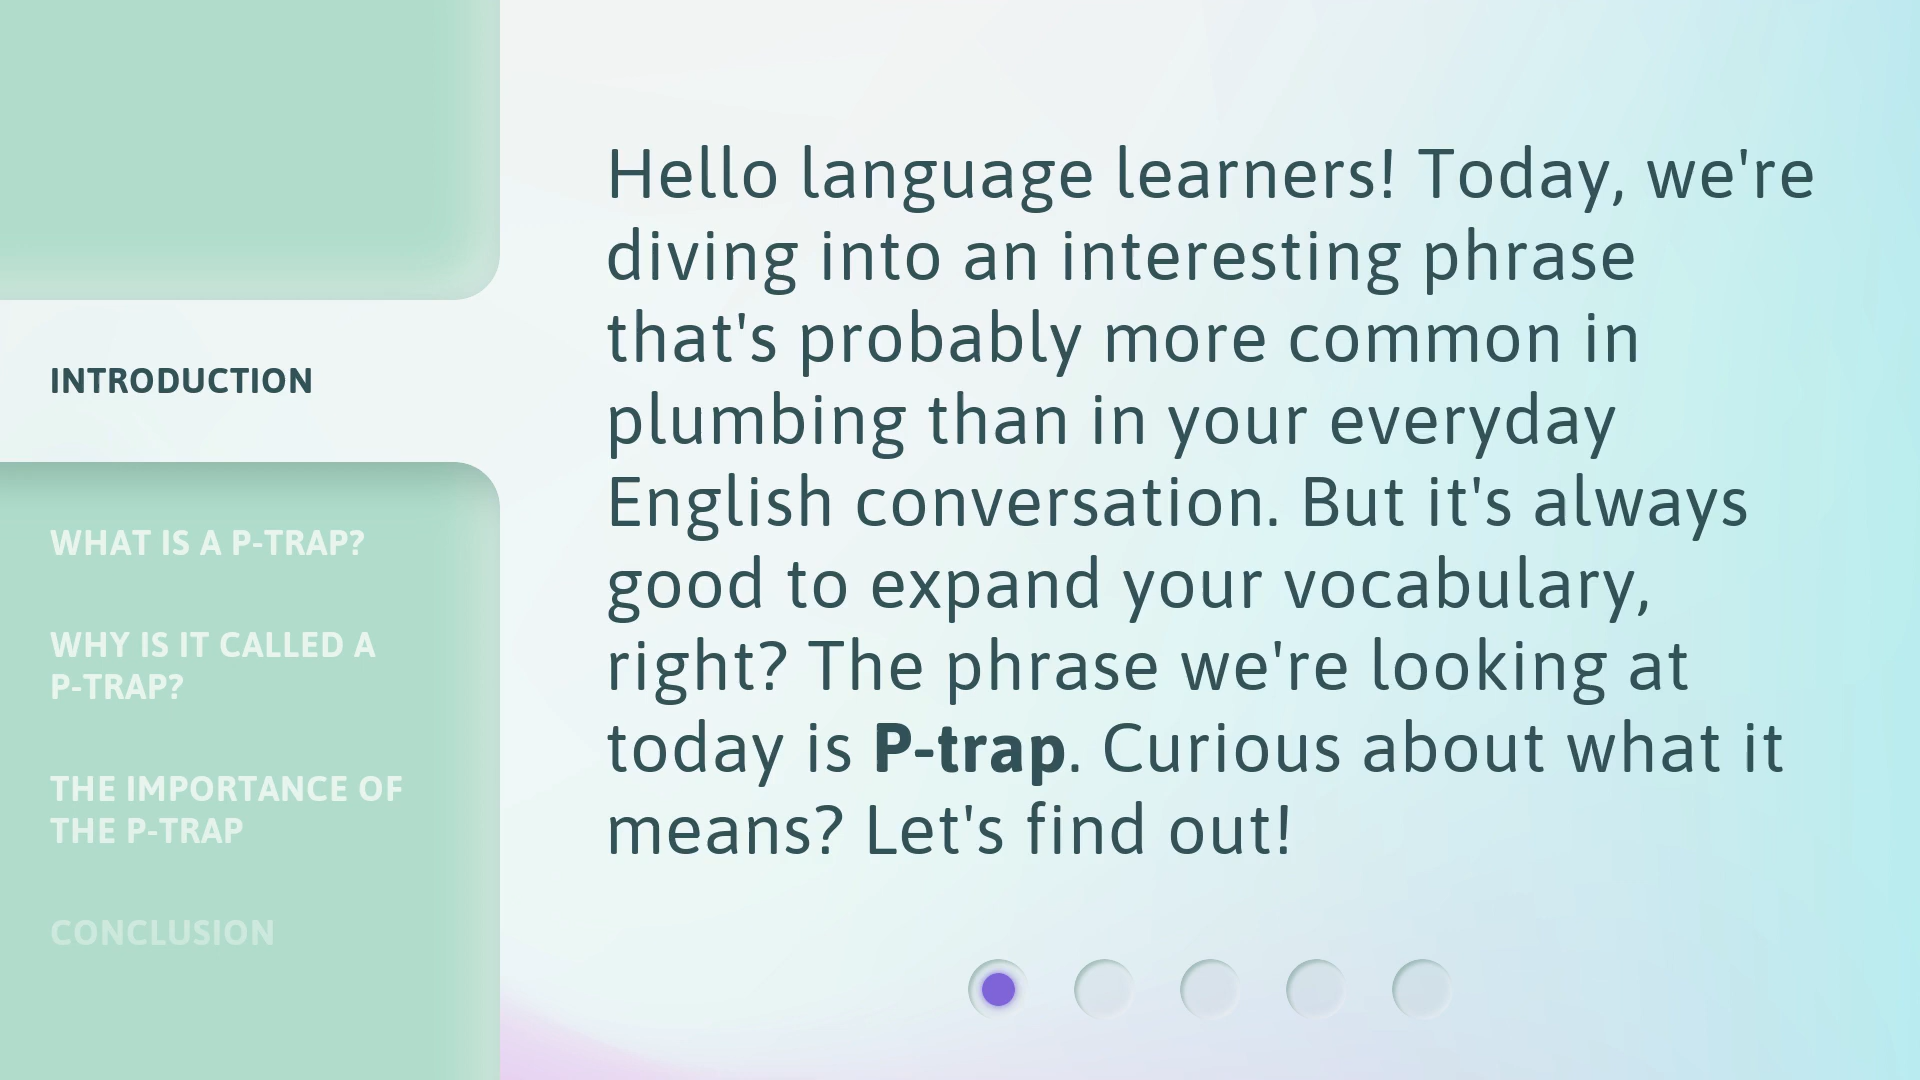 INTRODUCTION
WHAT IS A P-TRAP?
WHY IS IT CALLED A
P-TRAP?
THE IMPORTANCE OF
THE P-TRAP
CONCLUSION
Hello language learners! Today, we're
diving into an interesting phrase
that's probably more common in
plumbing than in your everyday
English conversation. But it's always
good to expand your vocabulary,
right? The phrase we're looking at
today is P-trap. Curious about what it
means? Let's find out!